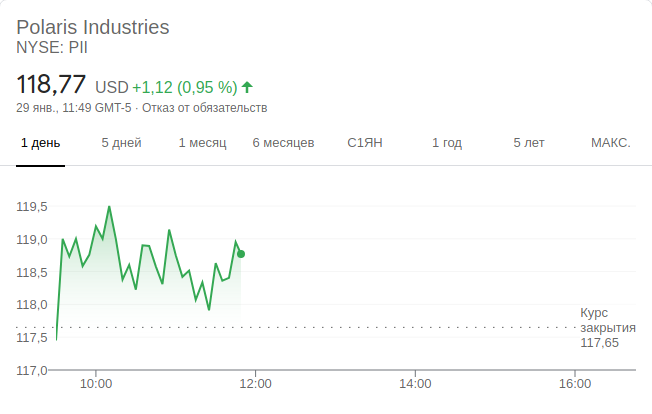 Polaris Industries
NYSE: PII
118,77 USD +1,12 (0,95 %)
29 янв., 11:49 GMT-5 · Отказ от обязательств
1 день 5 дней 1 месяц 6 месяцев С1ЯН 1 год 5 лет МАКС.
119,5
119,0
118,5
118,0
117,5
117,0
Курс
закрытия
117,65
10:00 12:00 14:00 16:00